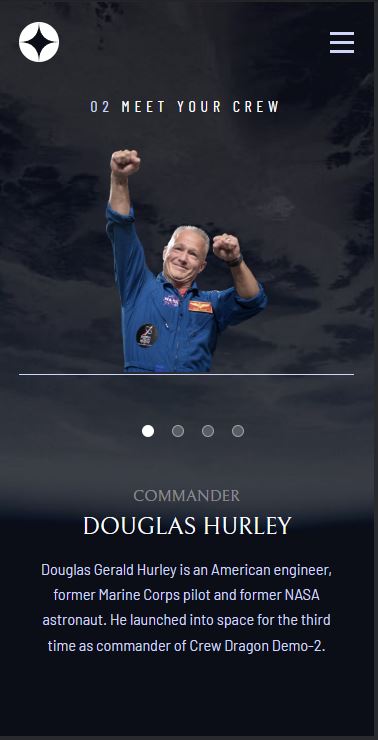 02 MEET YOUR CREW
COMMANDER
DOUGLAS HURLEY
Douglas Gerald Hurley is an American engineer,
former Marine Corps pilot and former NASA
astronaut. He launched into space for the third
time as commander of Crew Dragon Demo-2.